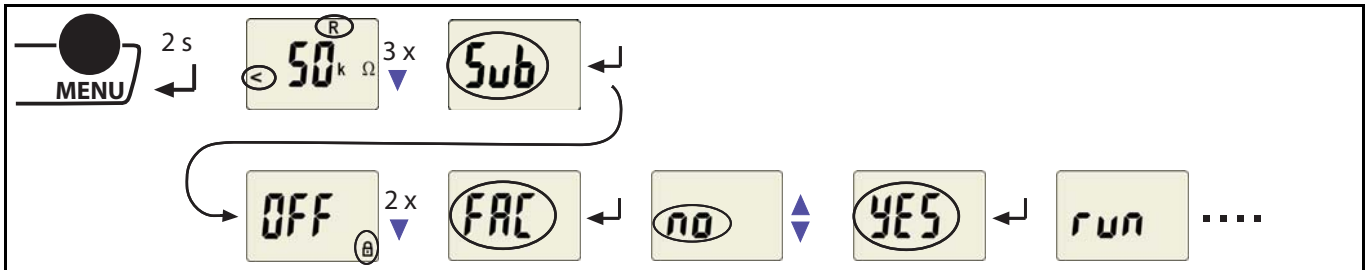 MENU 2 s < 50 k Ω R 3 x Sub
OFF 2 x FAC no YES run ....